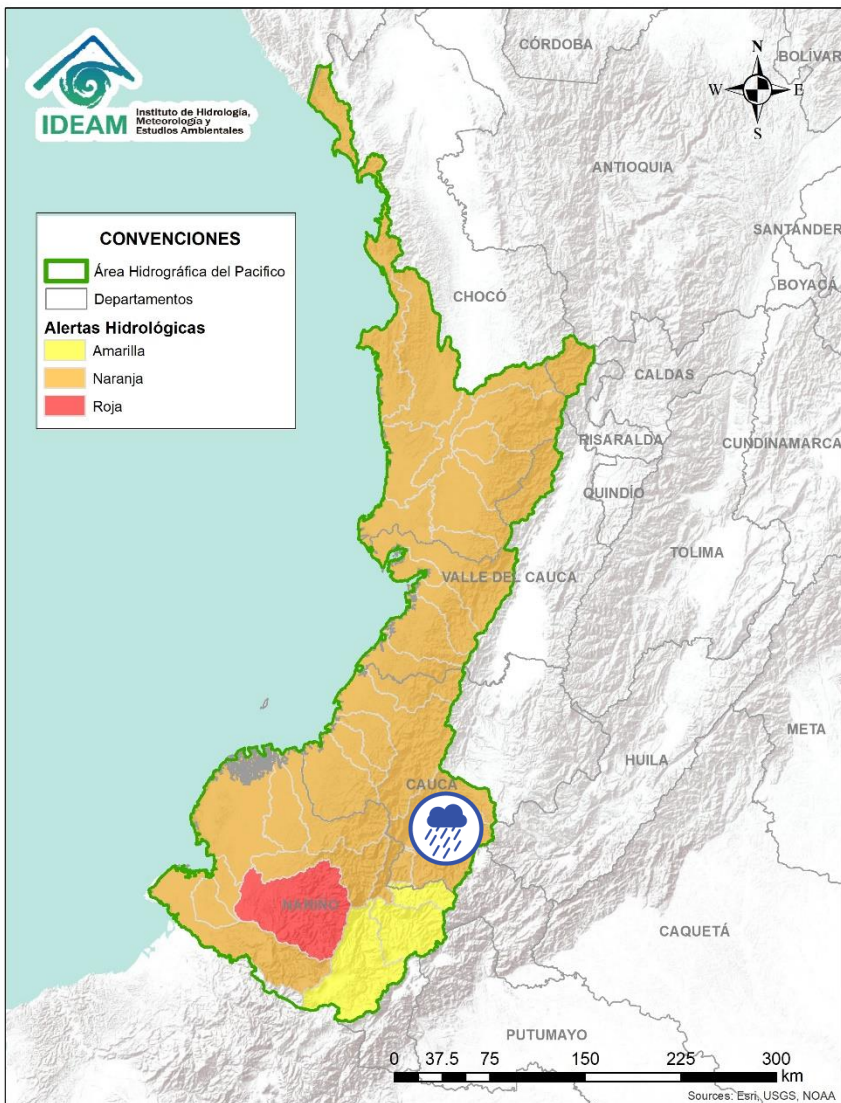 IDEAM
Instituto de Hidrología,
Meteorología y
Estudios Ambientales
CÓRDOBA
BOLÍVAR
N
W
E
S
ANTIOQUIA
SANTANDER
BOYACÁ
CONVENCIONES
Área Hidrográfica del Pacifico
Departamentos
Alertas Hidrológicas
Amarilla
Naranja
Roja
CHOCÓ
CALDAS
RISARALDA
CUNDINAMARCA
QUINDÍO
TOLIMA
VALLE DEL CAUCA
META
HUILA
CAUCA
NARIÑO
CAQUETÁ
PUTUMAYO
0 37.5 75 150 225 300
km
Sources: Esri, USGS, NOAA